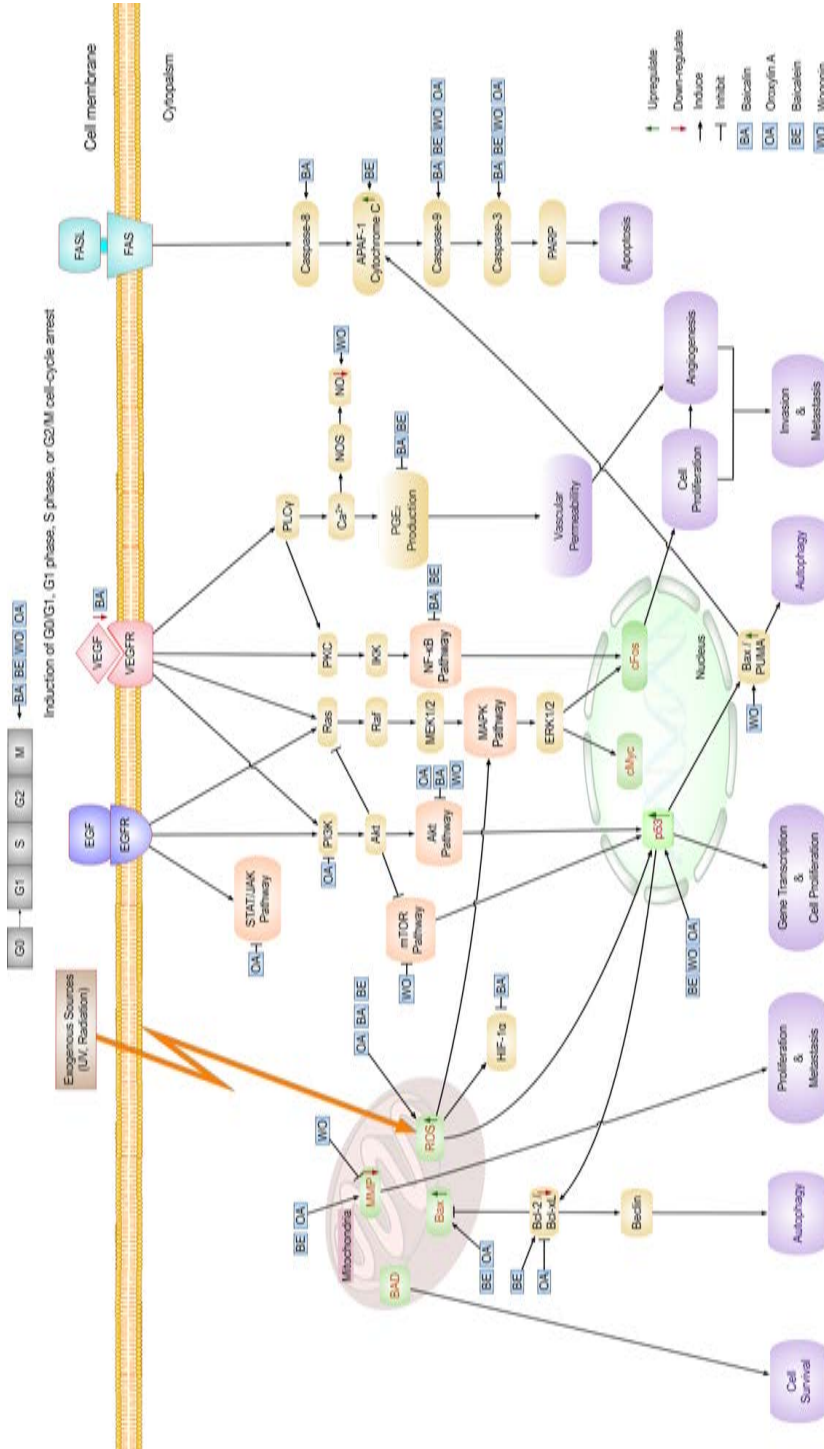 G0
G1
S
G2
M
BA BE WO OA
Induction of G0/G1, G1 phase, S phase, or G2/M cell-cycle arrest
Exogenous Sources
(UV, Radiation)
EGF
EGFR
VEGF
BA
VEGFR
FASL
FAS
Cell membrane
Cytopalsm
OA
STAT/JAK
Pathway
OA
PI3K
Akt
OA
BA
WO
Akt
Pathway
WO
mTOR
Pathway
Ras
Raf
MEK1/2
MAPK
Pathway
ERK1/2
PKC
IKK
NF-κB
Pathway
BA BE
PLCγ
Ca²⁺
NOS
NO
WO
PGE₂
Production
BA BE
Vascular
Permeability
Caspase-8
BA
APAF-1
Cytochrome C
BE
Caspase-9
BA BE WO OA
Caspase-3
BA BE WO OA
PARP
Apoptosis
BE OA
WO
OA BA BE
Mitochondria
MMP
ROS
Bax
BAD
BE OA
HIF-1α
BA
BE
OA
Bcl-2 /
Bcl-xL
Beclin
p53
BE WO OA
cMyc
cFos
Nucleus
WO
Bax /
PUMA
Cell
Proliferation
Angiogenesis
Cell
Survival
Autophagy
Proliferation
&
Metastasis
Gene Transcription
&
Cell Proliferation
Autophagy
Invasion
&
Metastasis
Upregulate
Down-regulate
Induce
Inhibit
BA Baicalin
OA Oroxylin A
BE Baicalein
WO Wogonin